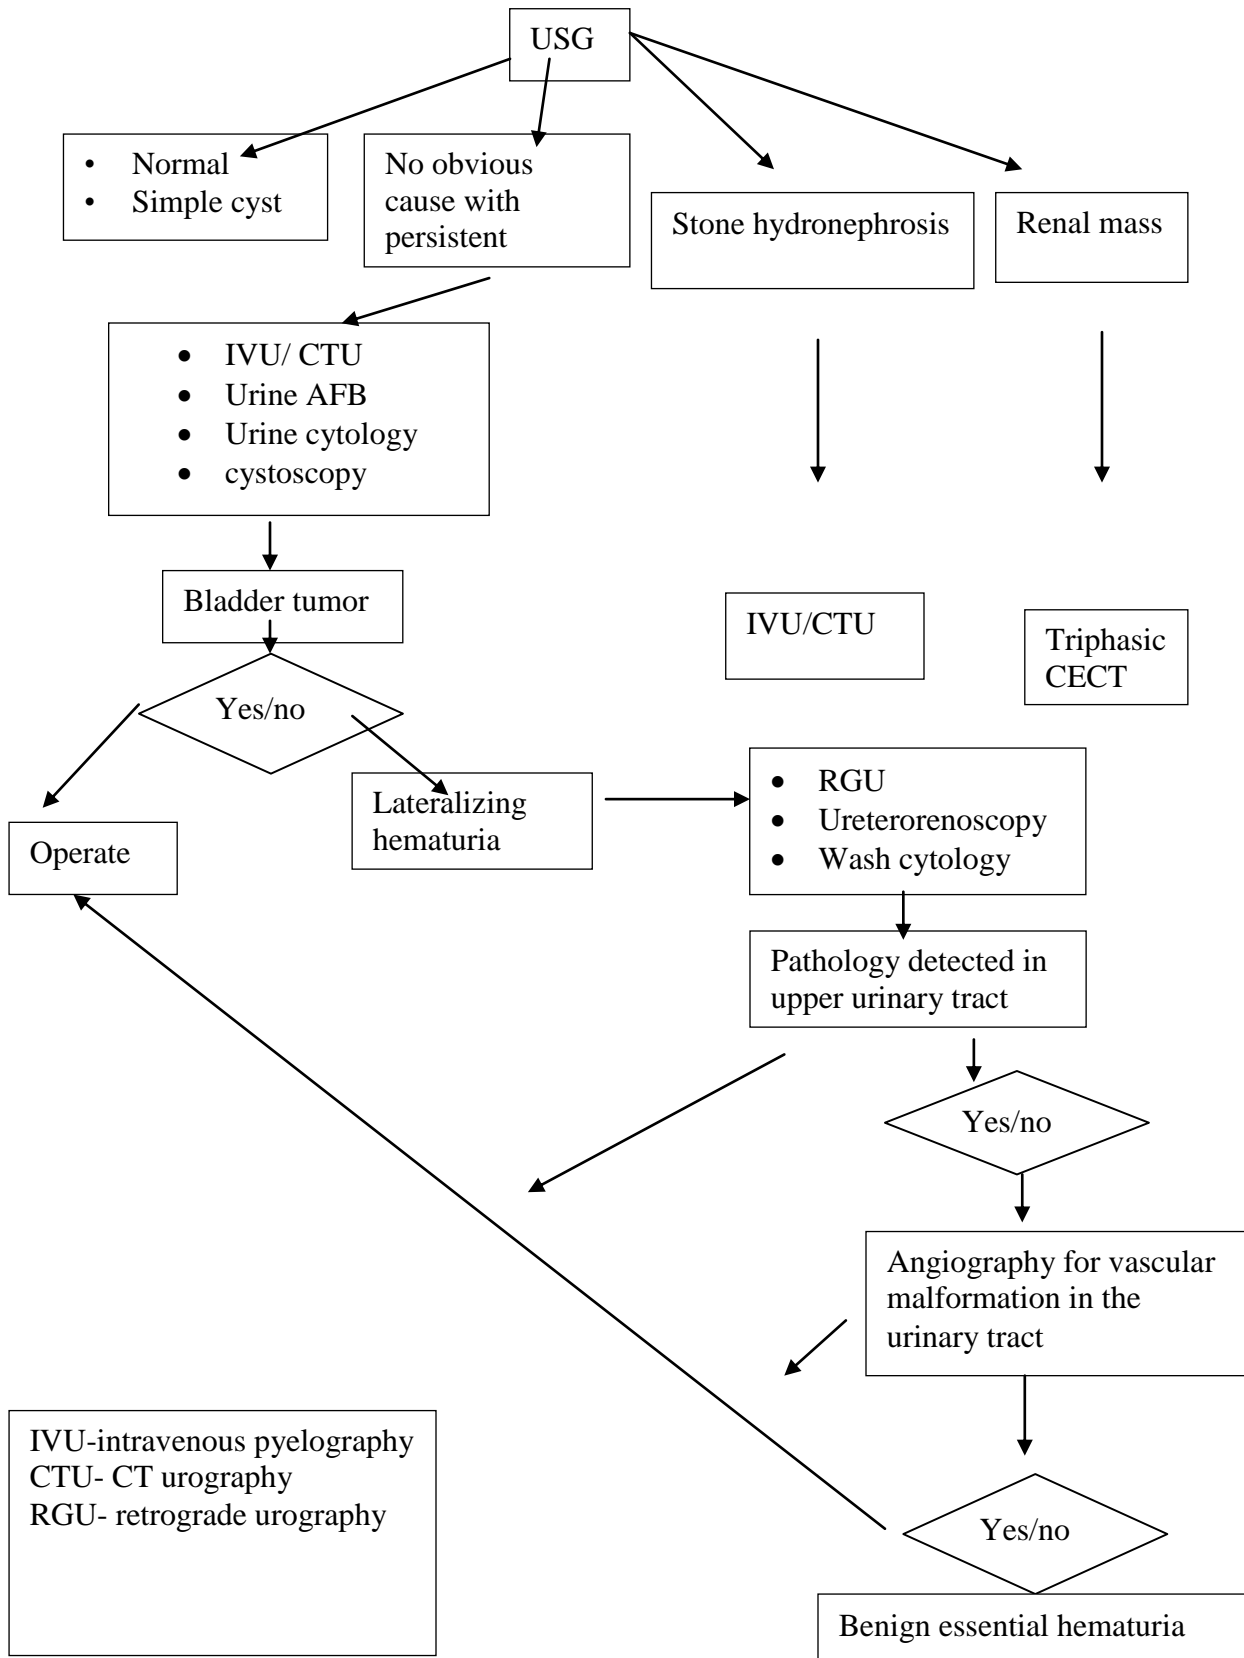 USG
• Normal
• Simple cyst
No obvious
cause with
persistent
Stone hydronephrosis
Renal mass
• IVU/ CTU
• Urine AFB
• Urine cytology
• cystoscopy
Bladder tumor
IVU/CTU
Triphasic
CECT
Yes/no
Lateralizing
hematuria
• RGU
• Ureterorenoscopy
• Wash cytology
Operate
Pathology detected in
upper urinary tract
Yes/no
Angiography for vascular
malformation in the
urinary tract
IVU-intravenous pyelography
CTU- CT urography
RGU- retrograde urography
Yes/no
Benign essential hematuria